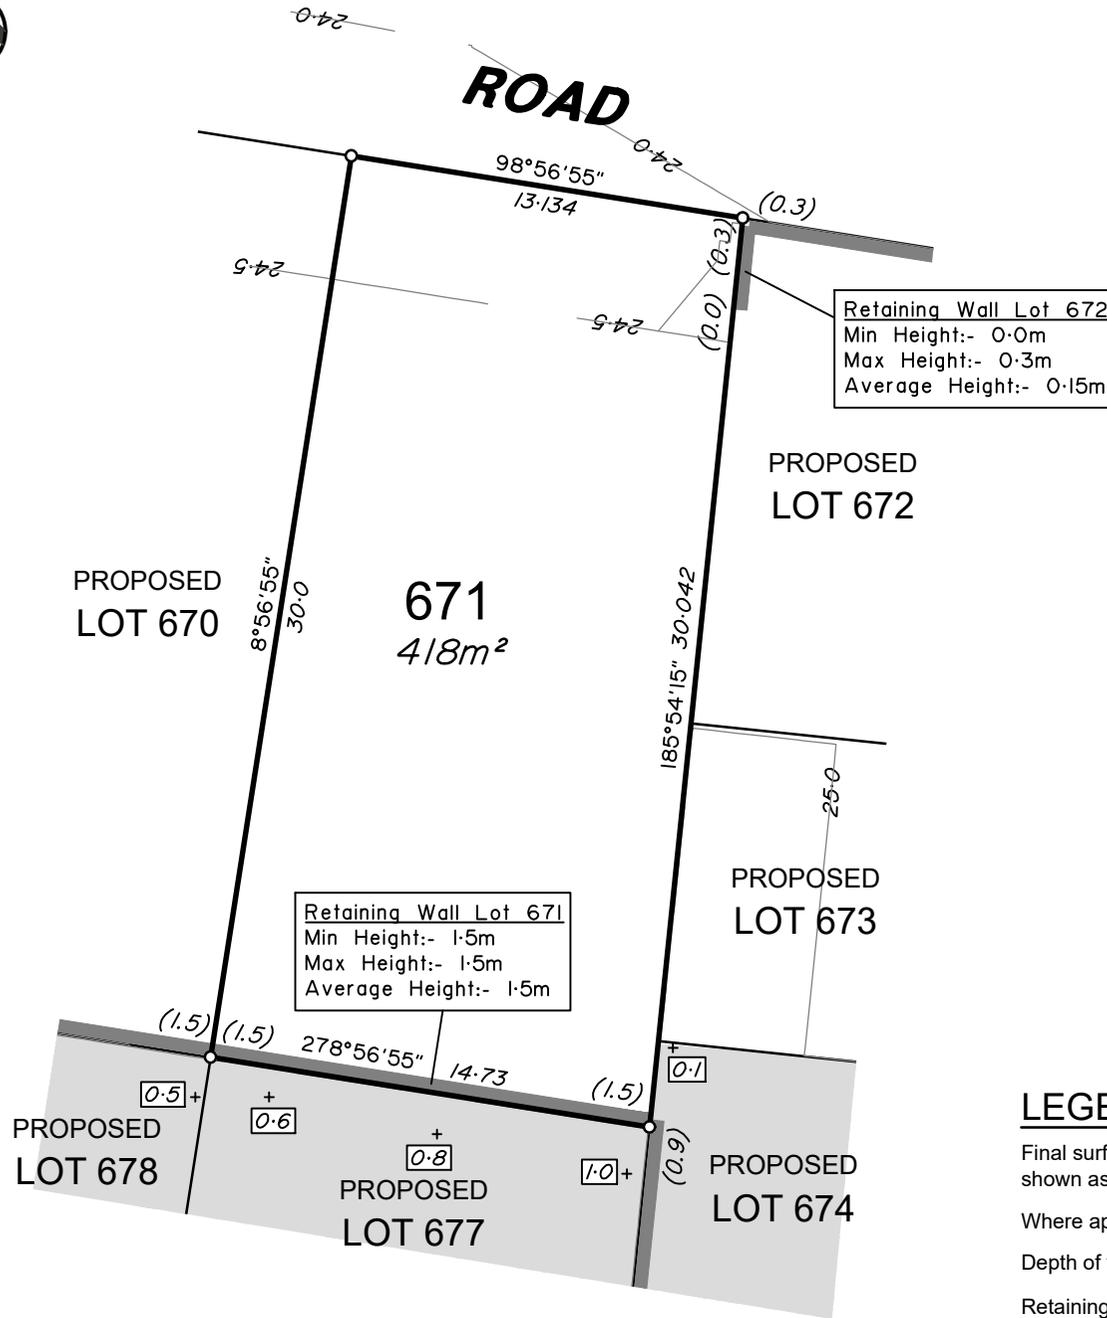 24·0
ROAD
24·0
98°56'55"
13·134
(0.3)
(0.3)
24·5
24·5
(0.0)
Retaining Wall Lot 672
Min Height:- 0·0m
Max Height:- 0·3m
Average Height:- 0·15m
PROPOSED
LOT 672
PROPOSED
LOT 670
8°56'55"
30·0
671
418m²
185°54'15" 30·042
25·0
PROPOSED
LOT 673
Retaining Wall Lot 671
Min Height:- 1·5m
Max Height:- 1·5m
Average Height:- 1·5m
(1.5)
(1.5)
278°56'55"
14·73
(1.5)
0·1
0·5
0·6
0·8
1·0
(0.9)
PROPOSED
LOT 678
PROPOSED
LOT 677
PROPOSED
LOT 674
LEGE
Final surf
shown as
Where ap
Depth of
Retaining